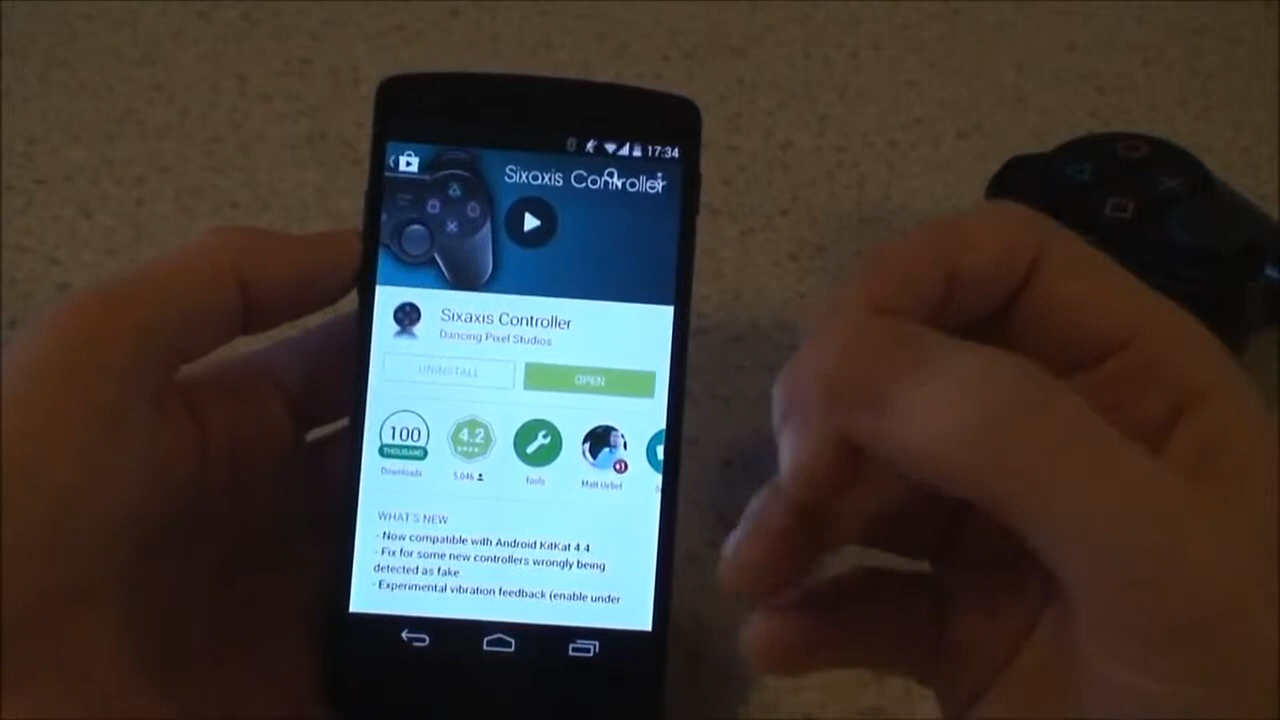 17:34
Sixaxis Controller
Sixaxis Controller
Dancing Pixel Studios
UNINSTALL
OPEN
100
THOUSAND
Downloads
4.2
5,046
Tools
WHAT'S NEW
- Now compatible with Android KitKat 4.4
- Fix for some new controllers wrongly being
detected as fake
- Experimental vibration feedback (enable under